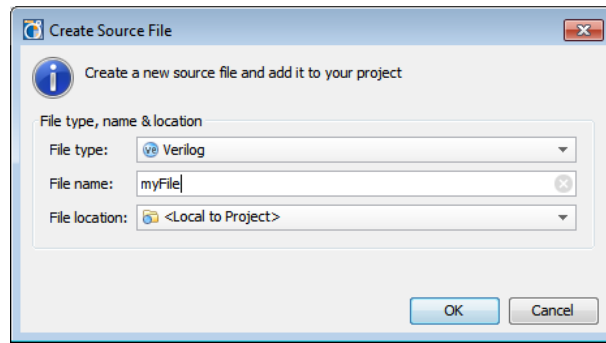 Create Source File
Create a new source file and add it to your project
File type, name & location
File type: Verilog
File name: myFile
File location: <Local to Project>
OK Cancel